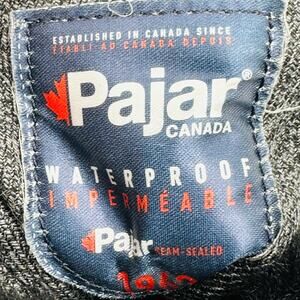 ESTABLISHED IN CANADA SINCE
ÉTABLI AU CANADA DEPUIS
Pajar®
CANADA
WATERPROOF
IMPERMÉABLE
Pajar
SEAM-SEALED